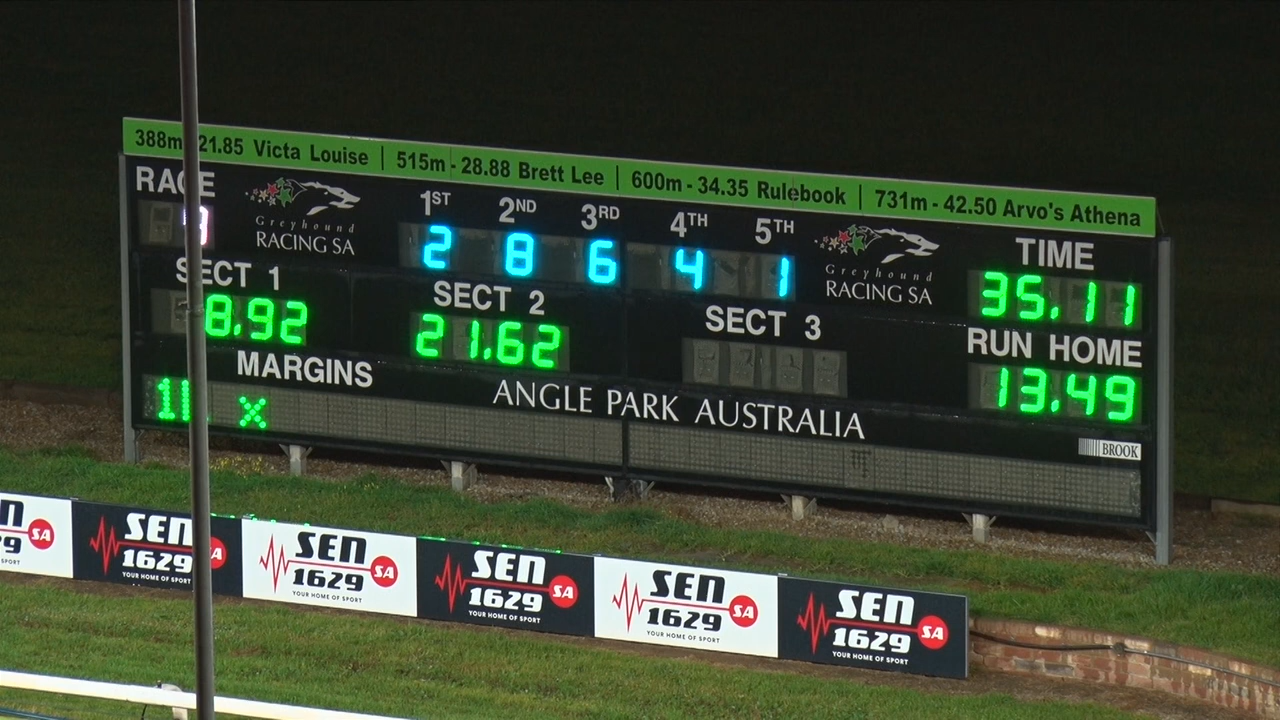 388m 21.85 Victa Louise | 515m - 28.88 Brett Lee | 600m - 34.35 Rulebook | 731m - 42.50 Arvo's Athena
RACE
Greyhound
RACING SA
1ST 2ND 3RD 4TH 5TH
2 8 6 4 1
Greyhound
RACING SA
TIME
35.11
SECT 1
8.92
SECT 2
21.62
SECT 3
RUN HOME
13.49
MARGINS
ANGLE PARK AUSTRALIA
BROOK
SA
SEN
1629 SA
YOUR HOME OF SPORT
SEN
1629 SA
YOUR HOME OF SPORT
SEN
1629 SA
YOUR HOME OF SPORT
SEN
1629 SA
YOUR HOME OF SPORT
SEN
1629 SA
YOUR HOME OF SPORT